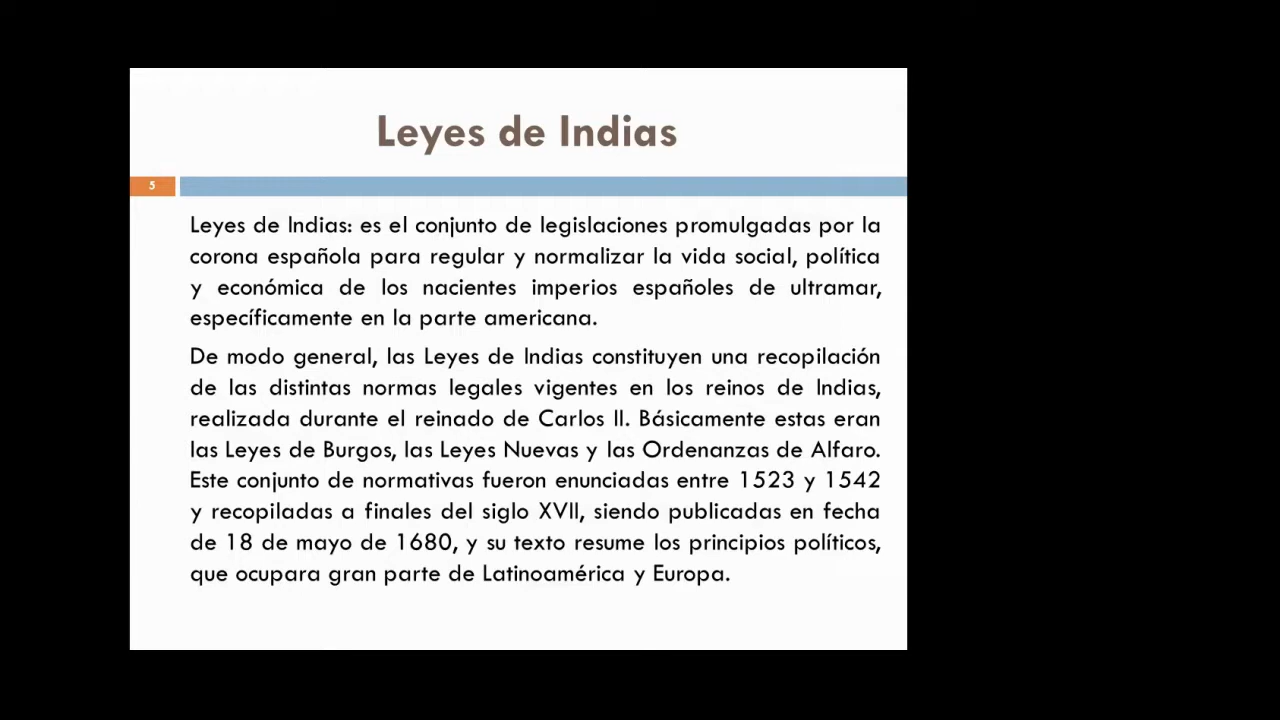 Leyes de Indias
5
Leyes de Indias: es el conjunto de legislaciones promulgadas por la
corona española para regular y normalizar la vida social, política
y económica de los nacientes imperios españoles de ultramar,
específicamente en la parte americana.
De modo general, las Leyes de Indias constituyen una recopilación
de las distintas normas legales vigentes en los reinos de Indias,
realizada durante el reinado de Carlos II. Básicamente estas eran
las Leyes de Burgos, las Leyes Nuevas y las Ordenanzas de Alfaro.
Este conjunto de normativas fueron enunciadas entre 1523 y 1542
y recopiladas a finales del siglo XVII, siendo publicadas en fecha
de 18 de mayo de 1680, y su texto resume los principios políticos,
que ocupara gran parte de Latinoamérica y Europa.